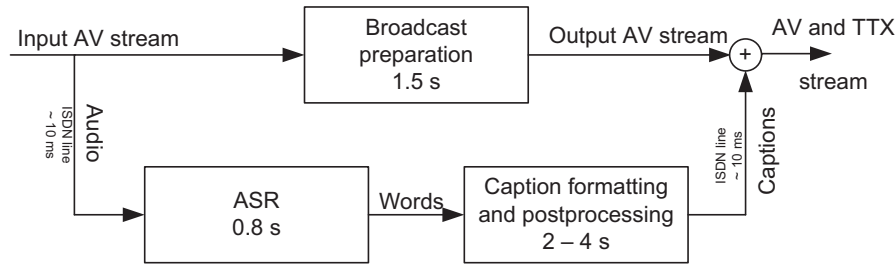 Input AV stream
Broadcast
preparation
1.5 s
Output AV stream
+
AV and TTX
stream
Audio
ISDN line
~ 10 ms
ASR
0.8 s
Words
Caption formatting
and postprocessing
2 – 4 s
ISDN line
~ 10 ms
Captions